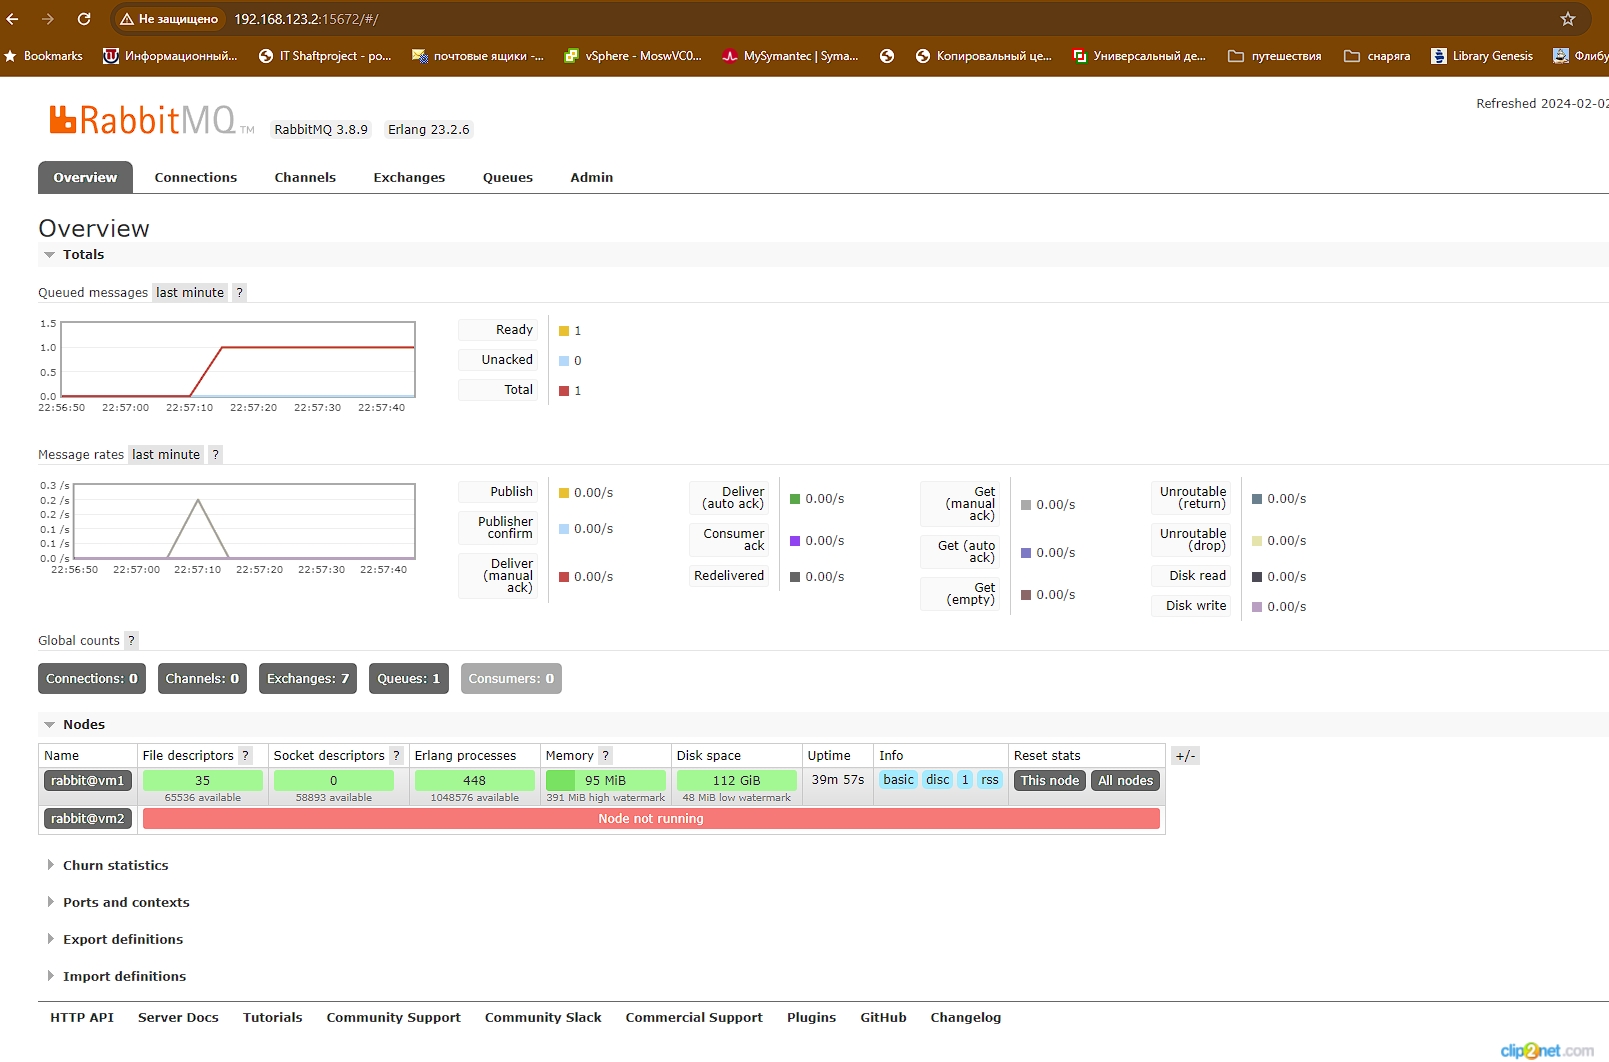 Не защищено 192.168.123.2:15672/#/
Bookmarks Информационный... IT Shaftproject - po... почтовые ящики -... vSphere - MoswVC0... MySymantec | Syma... Копировальный це... Универсальный де... путешествия снаряга Library Genesis Флибу
Refreshed 2024-02-02
RabbitMQ TM RabbitMQ 3.8.9 Erlang 23.2.6
Overview Connections Channels Exchanges Queues Admin
Overview
Totals
Queued messages last minute ?
1.5
1.0
0.5
0.0
22:56:50 22:57:00 22:57:10 22:57:20 22:57:30 22:57:40
Ready 1
Unacked 0
Total 1
Message rates last minute ?
0.3 /s
0.2 /s
0.2 /s
0.1 /s
0.1 /s
0.0 /s
22:56:50 22:57:00 22:57:10 22:57:20 22:57:30 22:57:40
Publish 0.00/s
Publisher
confirm 0.00/s
Deliver
(manual
ack) 0.00/s
Deliver
(auto ack) 0.00/s
Consumer
ack 0.00/s
Redelivered 0.00/s
Get
(manual
ack) 0.00/s
Get (auto
ack) 0.00/s
Get
(empty) 0.00/s
Unroutable
(return) 0.00/s
Unroutable
(drop) 0.00/s
Disk read 0.00/s
Disk write 0.00/s
Global counts ?
Connections: 0 Channels: 0 Exchanges: 7 Queues: 1 Consumers: 0
Nodes
Name File descriptors ? Socket descriptors ? Erlang processes Memory ? Disk space Uptime Info Reset stats +/-
rabbit@vm1 35 0 448 95 MiB 112 GiB 39m 57s basic disc 1 rss This node All nodes
65536 available 58893 available 1048576 available 391 MiB high watermark 48 MiB low watermark
rabbit@vm2 Node not running
Churn statistics
Ports and contexts
Export definitions
Import definitions
HTTP API Server Docs Tutorials Community Support Community Slack Commercial Support Plugins GitHub Changelog
clip2net.com